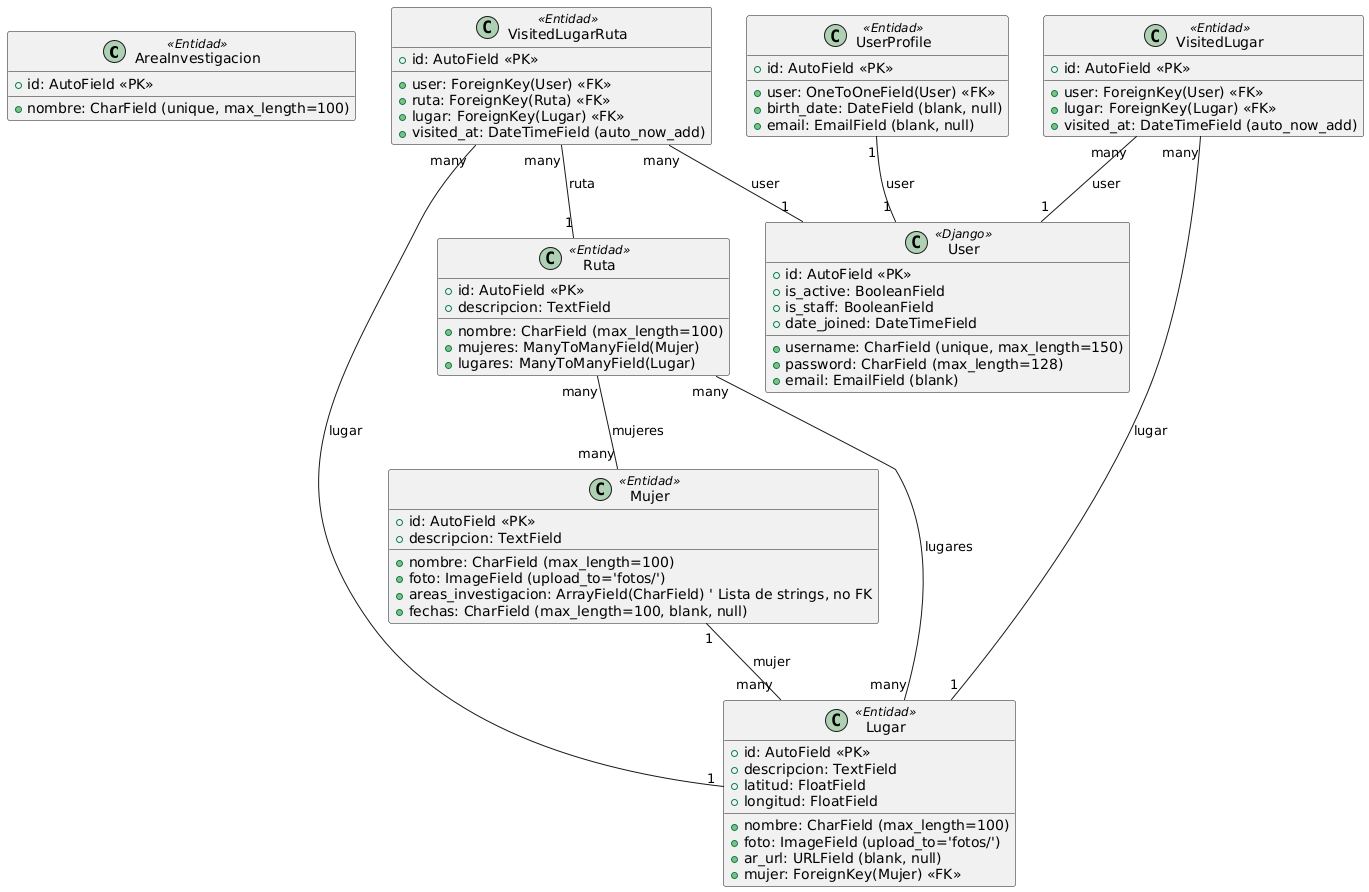 «Entidad»
AreaInvestigacion
id: AutoField «PK»
nombre: CharField (unique, max_length=100)
«Entidad»
VisitedLugarRuta
id: AutoField «PK»
user: ForeignKey(User) «FK»
ruta: ForeignKey(Ruta) «FK»
lugar: ForeignKey(Lugar) «FK»
visited_at: DateTimeField (auto_now_add)
«Entidad»
UserProfile
id: AutoField «PK»
user: OneToOneField(User) «FK»
birth_date: DateField (blank, null)
email: EmailField (blank, null)
«Entidad»
VisitedLugar
id: AutoField «PK»
user: ForeignKey(User) «FK»
lugar: ForeignKey(Lugar) «FK»
visited_at: DateTimeField (auto_now_add)
many
many
many
1
many
many
ruta
user
user
user
1
1
1
1
«Entidad»
Ruta
id: AutoField «PK»
descripcion: TextField
nombre: CharField (max_length=100)
mujeres: ManyToManyField(Mujer)
lugares: ManyToManyField(Lugar)
«Django»
User
id: AutoField «PK»
is_active: BooleanField
is_staff: BooleanField
date_joined: DateTimeField
username: CharField (unique, max_length=150)
password: CharField (max_length=128)
email: EmailField (blank)
many
many
lugar
mujeres
lugar
many
«Entidad»
Mujer
id: AutoField «PK»
descripcion: TextField
nombre: CharField (max_length=100)
foto: ImageField (upload_to='fotos/')
areas_investigacion: ArrayField(CharField) ' Lista de strings, no FK
fechas: CharField (max_length=100, blank, null)
lugares
1
mujer
many
many
1
1
«Entidad»
Lugar
id: AutoField «PK»
descripcion: TextField
latitud: FloatField
longitud: FloatField
nombre: CharField (max_length=100)
foto: ImageField (upload_to='fotos/')
ar_url: URLField (blank, null)
mujer: ForeignKey(Mujer) «FK»